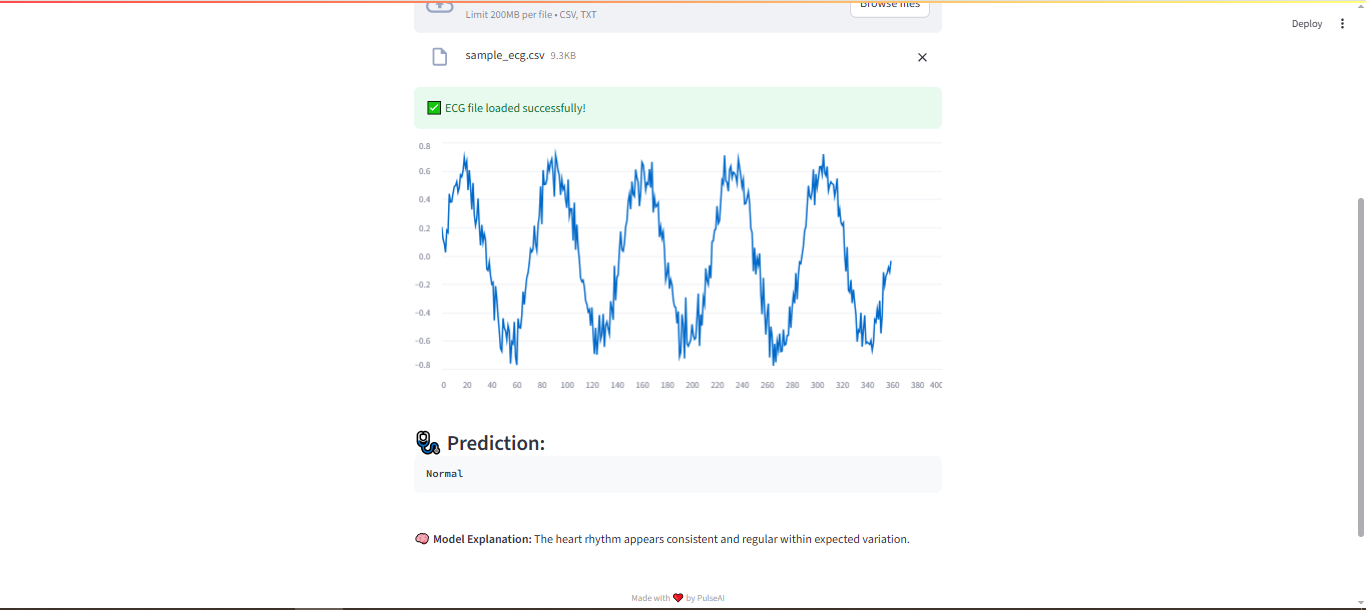 Browse files
Limit 200MB per file • CSV, TXT
Deploy
sample_ecg.csv 9.3KB
✅ ECG file loaded successfully!
0.8
0.6
0.4
0.2
0.0
−0.2
−0.4
−0.6
−0.8
0 20 40 60 80 100 120 140 160 180 200 220 240 260 280 300 320 340 360 380 400
🩺 Prediction:
Normal
🧠 Model Explanation: The heart rhythm appears consistent and regular within expected variation.
Made with ❤️ by PulseAI